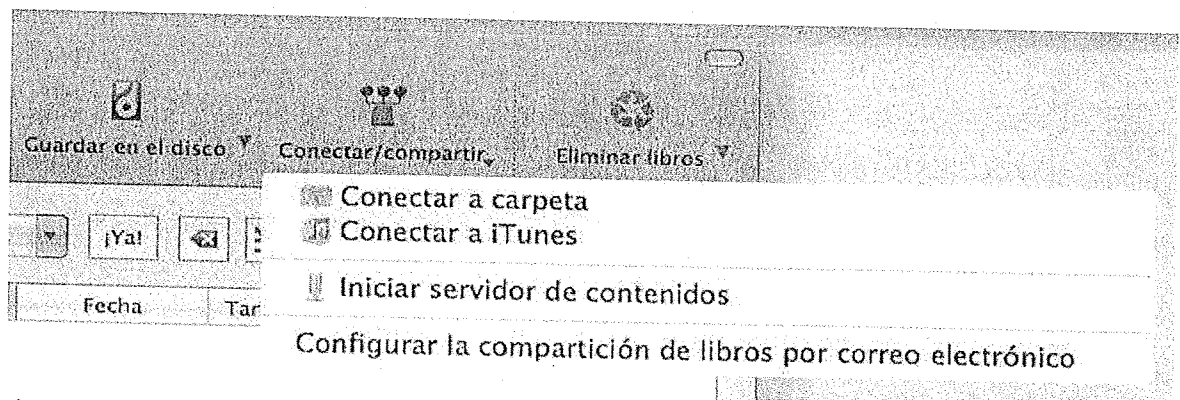 Guardar en el disco
Conectar/compartir
Eliminar libros
Conectar a carpeta
Conectar a iTunes
¡Ya!
Iniciar servidor de contenidos
Fecha
Tar
Configurar la compartición de libros por correo electrónico